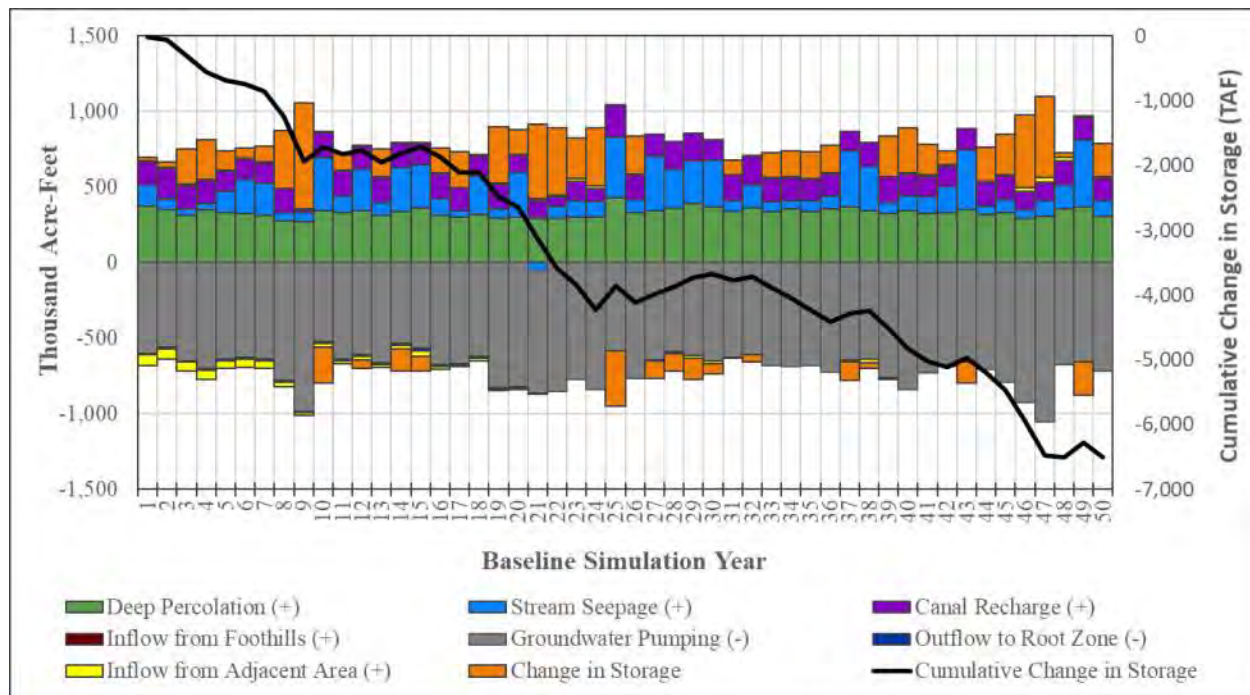 1,500
1,000
500
0
-500
-1,000
-1,500
Thousand Acre-Feet
0
-1,000
-2,000
-3,000
-4,000
-5,000
-6,000
-7,000
Cumulative Change in Storage (TAF)
1 2 3 4 5 6 7 8 9 10 11 12 13 14 15 16 17 18 19 20 21 22 23 24 25 26 27 28 29 30 31 32 33 34 35 36 37 38 39 40 41 42 43 44 45 46 47 48 49 50
Baseline Simulation Year
Deep Percolation (+) Stream Seepage (+) Canal Recharge (+)
Inflow from Foothills (+) Groundwater Pumping (-) Outflow to Root Zone (-)
Inflow from Adjacent Area (+) Change in Storage Cumulative Change in Storage